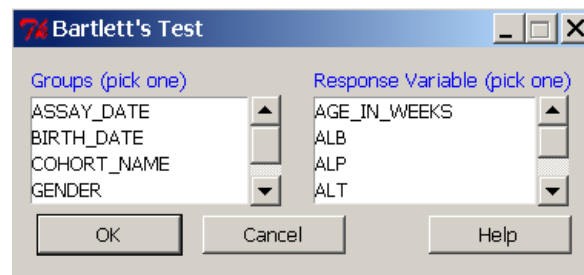 Bartlett's Test
Groups (pick one)
ASSAY_DATE
BIRTH_DATE
COHORT_NAME
GENDER
Response Variable (pick one)
AGE_IN_WEEKS
ALB
ALP
ALT
OK
Cancel
Help